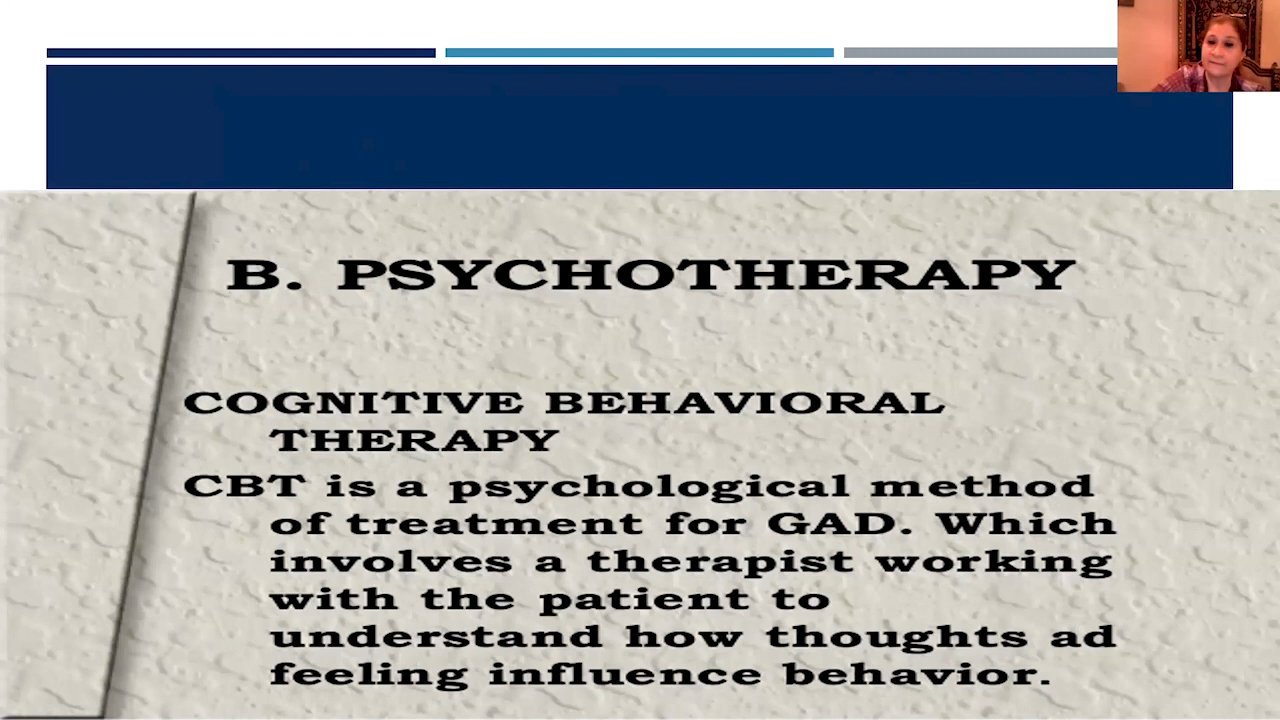 B. PSYCHOTHERAPY
COGNITIVE BEHAVIORAL
THERAPY
CBT is a psychological method
of treatment for GAD. Which
involves a therapist working
with the patient to
understand how thoughts ad
feeling influence behavior.